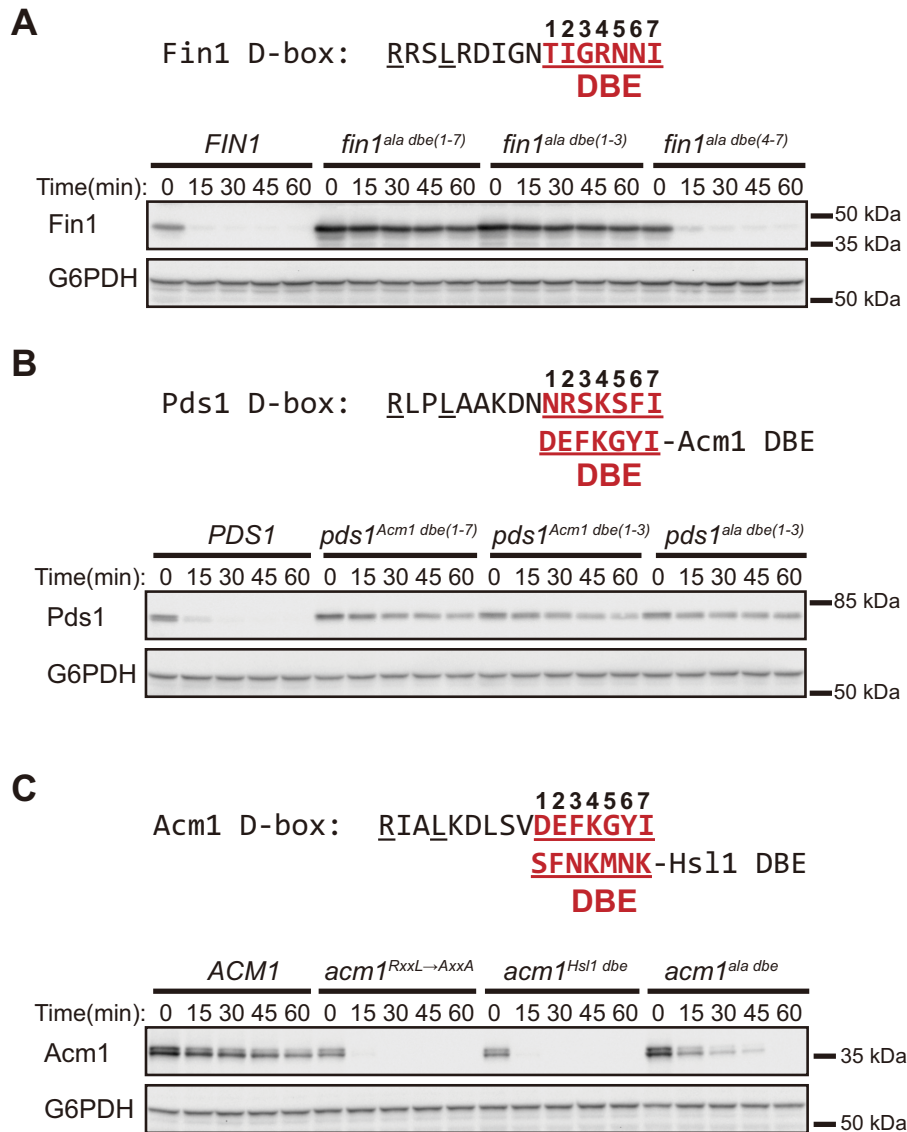 A
1234567
Fin1 D-box: RRSLRDIGNTIGRNNI
DBE
FIN1 fin1ala dbe(1-7) fin1ala dbe(1-3) fin1ala dbe(4-7)
Time(min): 0 15 30 45 60 0 15 30 45 60 0 15 30 45 60 0 15 30 45 60
Fin1 50 kDa
35 kDa
G6PDH
50 kDa
B
1234567
Pds1 D-box: RLPLAAKDNNRSKSFI
DEFKGYI-Acm1 DBE
DBE
PDS1 pds1Acm1 dbe(1-7) pds1Acm1 dbe(1-3) pds1ala dbe(1-3)
Time(min): 0 15 30 45 60 0 15 30 45 60 0 15 30 45 60 0 15 30 45 60
Pds1 85 kDa
G6PDH
50 kDa
C
1234567
Acm1 D-box: RIALKDLSVDEFKGYI
SFNKMNK-Hsl1 DBE
DBE
ACM1 acm1RxxL→AxxA acm1Hsl1 dbe acm1ala dbe
Time(min): 0 15 30 45 60 0 15 30 45 60 0 15 30 45 60 0 15 30 45 60
Acm1 35 kDa
G6PDH
50 kDa